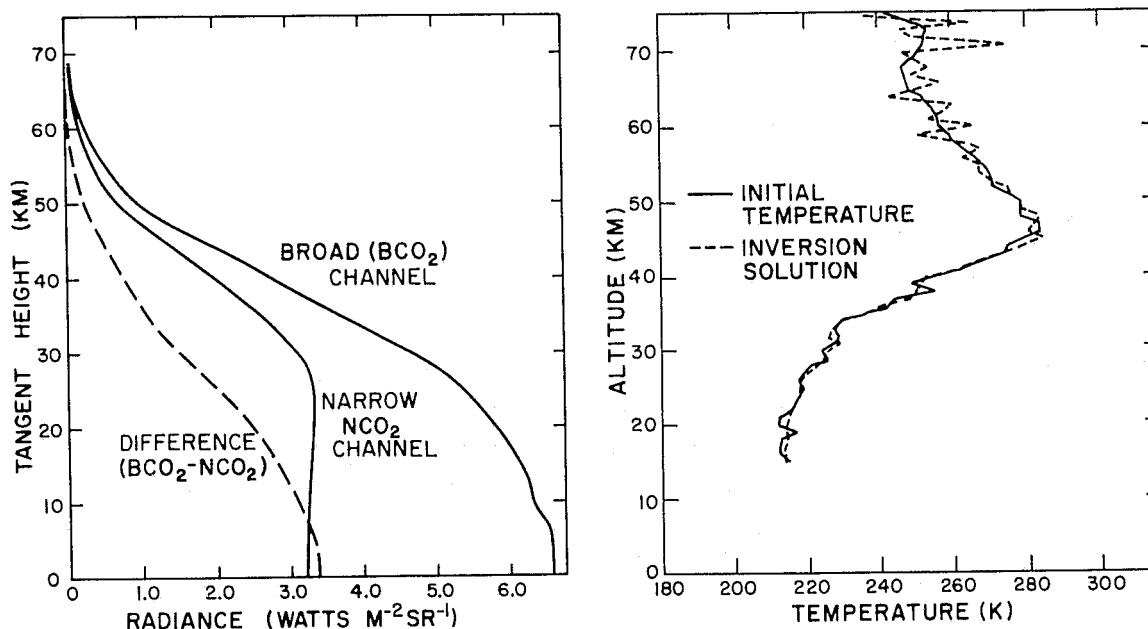 TANGENT HEIGHT (KM)
70
60
50
40
30
20
10
0
BROAD (BCO₂)
CHANNEL
NARROW
NCO₂
CHANNEL
DIFFERENCE
(BCO₂-NCO₂)
0 1.0 2.0 3.0 4.0 5.0 6.0
RADIANCE (WATTS M⁻²SR⁻¹)
ALTITUDE (KM)
70
60
50
40
30
20
10
0
INITIAL
TEMPERATURE
INVERSION
SOLUTION
180 200 220 240 260 280 300
TEMPERATURE (K)